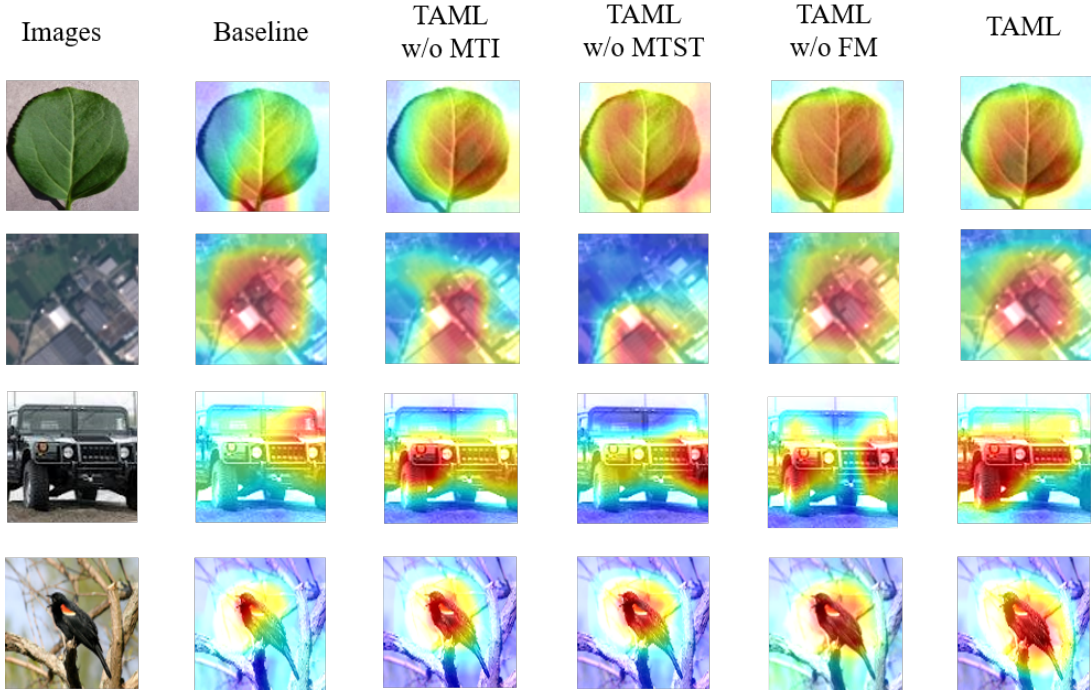 Images
Baseline
TAML
w/o MTI
TAML
w/o MTST
TAML
w/o FM
TAML